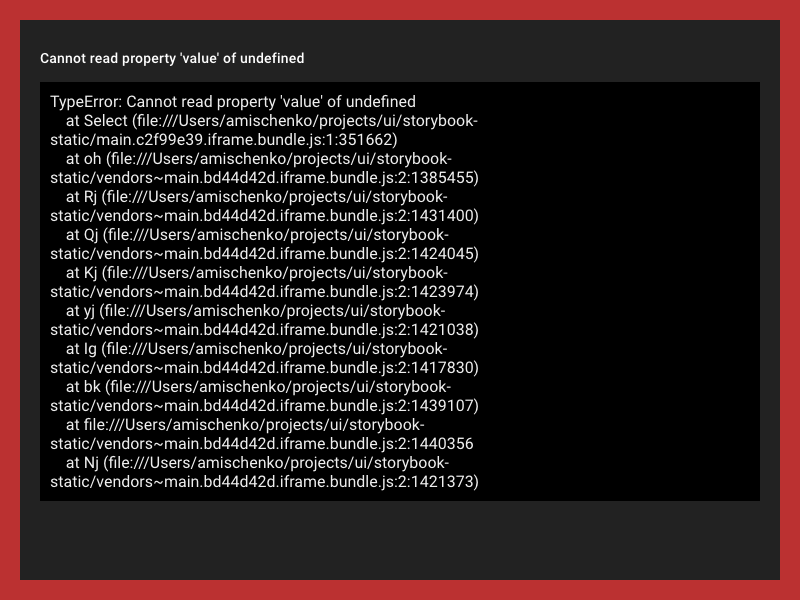 Cannot read property 'value' of undefined
TypeError: Cannot read property 'value' of undefined
at Select (file:///Users/amischenko/projects/ui/storybook-
static/main.c2f99e39.iframe.bundle.js:1:351662)
at oh (file:///Users/amischenko/projects/ui/storybook-
static/vendors~main.bd44d42d.iframe.bundle.js:2:1385455)
at Rj (file:///Users/amischenko/projects/ui/storybook-
static/vendors~main.bd44d42d.iframe.bundle.js:2:1431400)
at Qj (file:///Users/amischenko/projects/ui/storybook-
static/vendors~main.bd44d42d.iframe.bundle.js:2:1424045)
at Kj (file:///Users/amischenko/projects/ui/storybook-
static/vendors~main.bd44d42d.iframe.bundle.js:2:1423974)
at yj (file:///Users/amischenko/projects/ui/storybook-
static/vendors~main.bd44d42d.iframe.bundle.js:2:1421038)
at Ig (file:///Users/amischenko/projects/ui/storybook-
static/vendors~main.bd44d42d.iframe.bundle.js:2:1417830)
at bk (file:///Users/amischenko/projects/ui/storybook-
static/vendors~main.bd44d42d.iframe.bundle.js:2:1439107)
at file:///Users/amischenko/projects/ui/storybook-
static/vendors~main.bd44d42d.iframe.bundle.js:2:1440356
at Nj (file:///Users/amischenko/projects/ui/storybook-
static/vendors~main.bd44d42d.iframe.bundle.js:2:1421373)